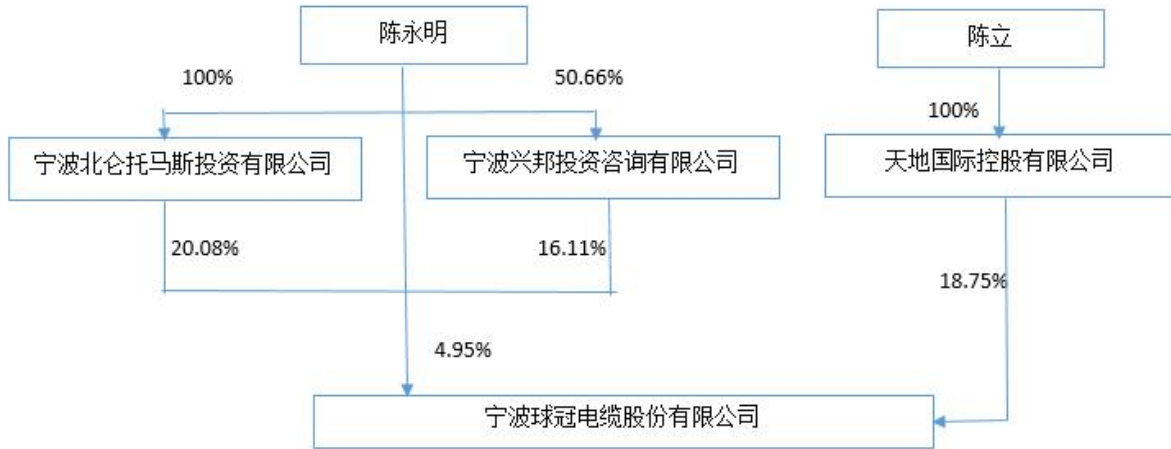 陈永明
陈立
100%
50.66%
100%
宁波北仑托马斯投资有限公司
宁波兴邦投资咨询有限公司
天地国际控股有限公司
20.08%
16.11%
18.75%
4.95%
宁波球冠电缆股份有限公司